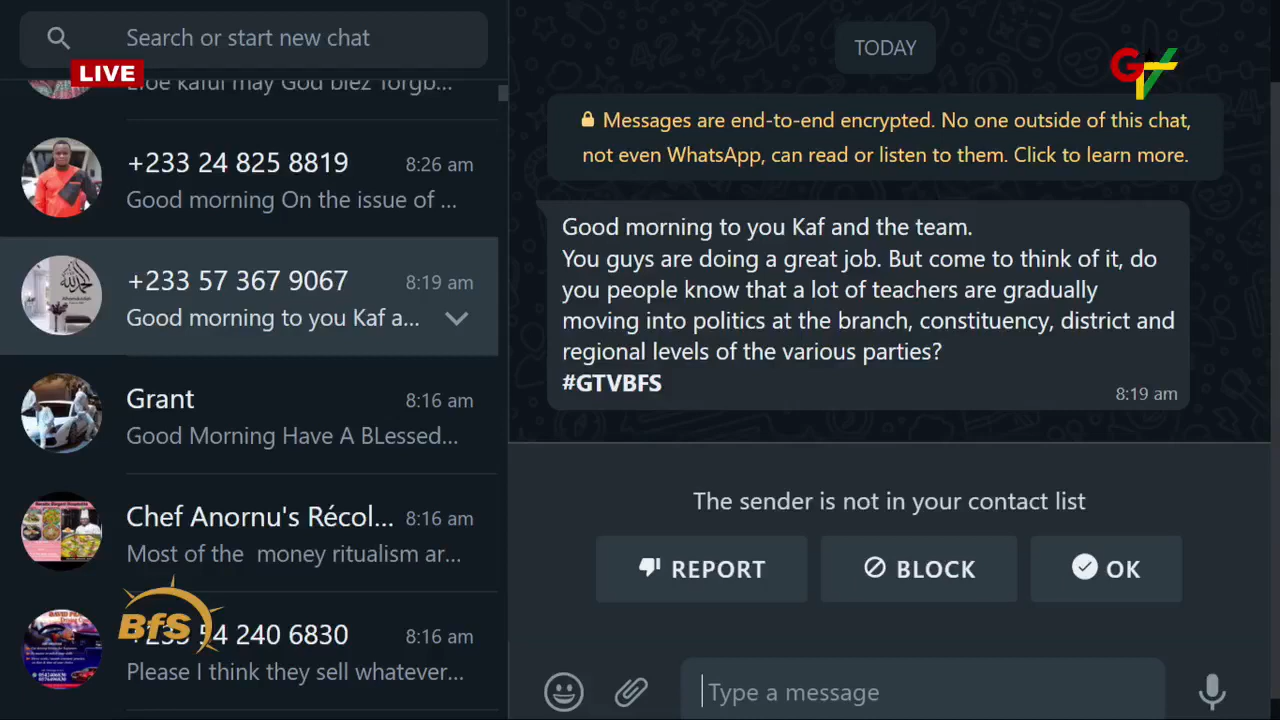 Search or start new chat
LIVE
Efoe kafui may God blez Torgb...
+233 24 825 8819
8:26 am
Good morning On the issue of ...
+233 57 367 9067
8:19 am
Good morning to you Kaf a...
Grant
8:16 am
Good Morning Have A BLessed...
Chef Anornu's Récol...
8:16 am
Most of the money ritualism ar...
BfS
+233 54 240 6830
8:16 am
Please I think they sell whatever...
TODAY
GTV
Messages are end-to-end encrypted. No one outside of this chat,
not even WhatsApp, can read or listen to them. Click to learn more.
Good morning to you Kaf and the team.
You guys are doing a great job. But come to think of it, do
you people know that a lot of teachers are gradually
moving into politics at the branch, constituency, district and
regional levels of the various parties?
#GTVBFS
8:19 am
The sender is not in your contact list
REPORT
BLOCK
OK
Type a message